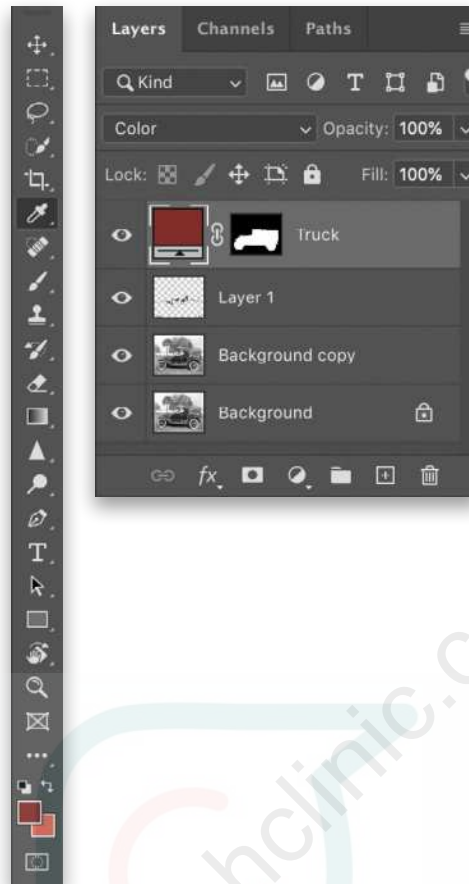 Layers Channels Paths
Kind
Color Opacity: 100%
Lock: Fill: 100%
Truck
Layer 1
Background copy
Background
fx